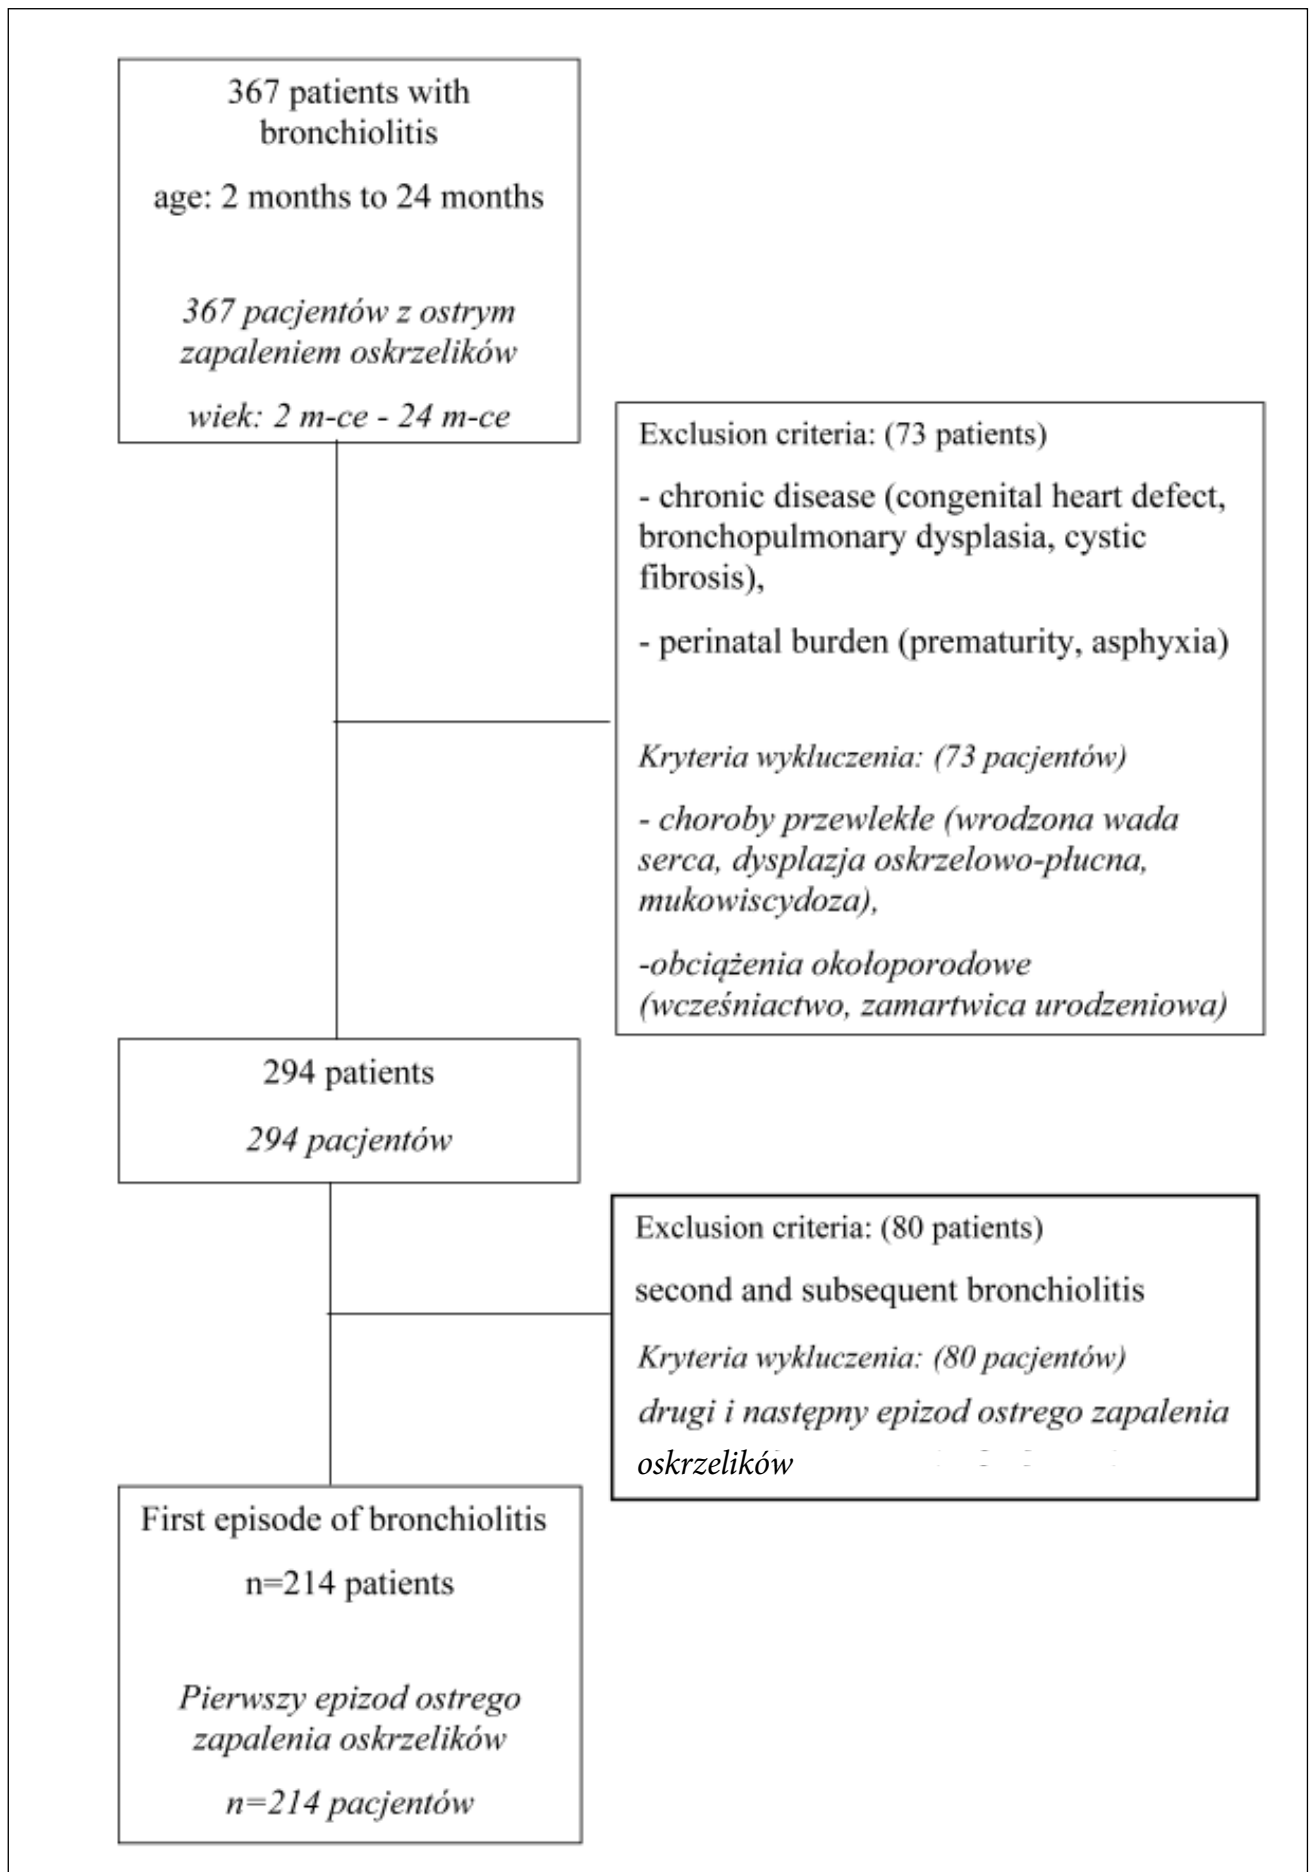 367 patients with
bronchiolitis
age: 2 months to 24 months
367 pacjentów z ostrym
zapaleniem oskrzelików
wiek: 2 m-ce - 24 m-ce
Exclusion criteria: (73 patients)
- chronic disease (congenital heart defect,
bronchopulmonary dysplasia, cystic
fibrosis),
- perinatal burden (prematurity, asphyxia)
Kryteria wykluczenia: (73 pacjentów)
- choroby przewlekłe (wrodzona wada
serca, dysplazja oskrzelowo-płucna,
mukowiscydoza),
-obciążenia okołoporodowe
(wcześniactwo, zamartwica urodzeniowa)
294 patients
294 pacjentów
Exclusion criteria: (80 patients)
second and subsequent bronchiolitis
Kryteria wykluczenia: (80 pacjentów)
drugi i następny epizod ostrego zapalenia
oskrzelików
First episode of bronchiolitis
n=214 patients
Pierwszy epizod ostrego
zapalenia oskrzelików
n=214 pacjentów